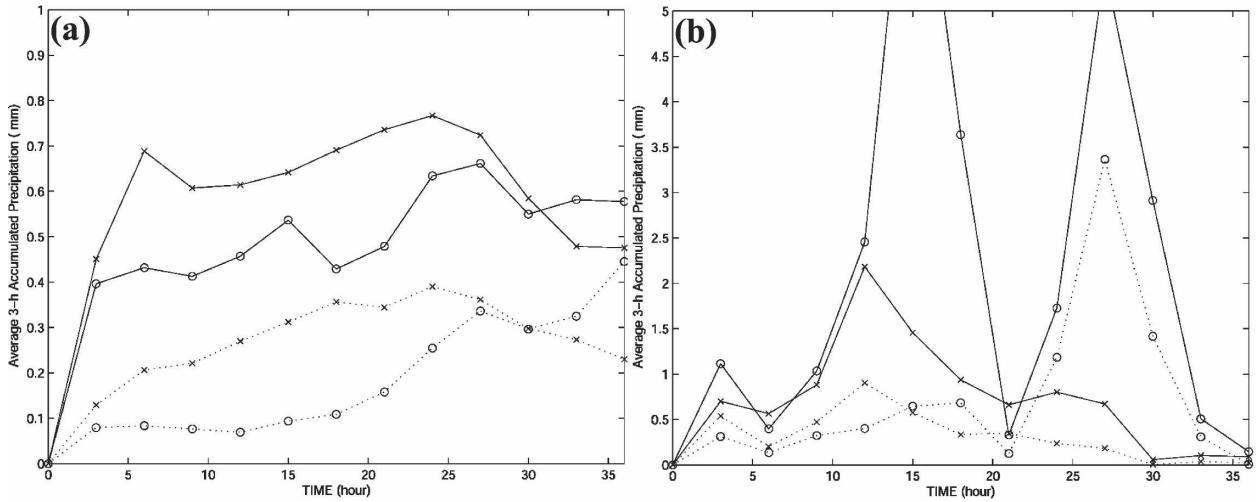 (a)
Average 3-h Accumulated Precipitation ( mm)
1
0.9
0.8
0.7
0.6
0.5
0.4
0.3
0.2
0.1
0
0 5 10 15 20 25 30 35
TIME (hour)
(b)
Average 3-h Accumulated Precipitation ( mm)
5
4.5
4
3.5
3
2.5
2
1.5
1
0.5
0
0 5 10 15 20 25 30 35
TIME (hour)